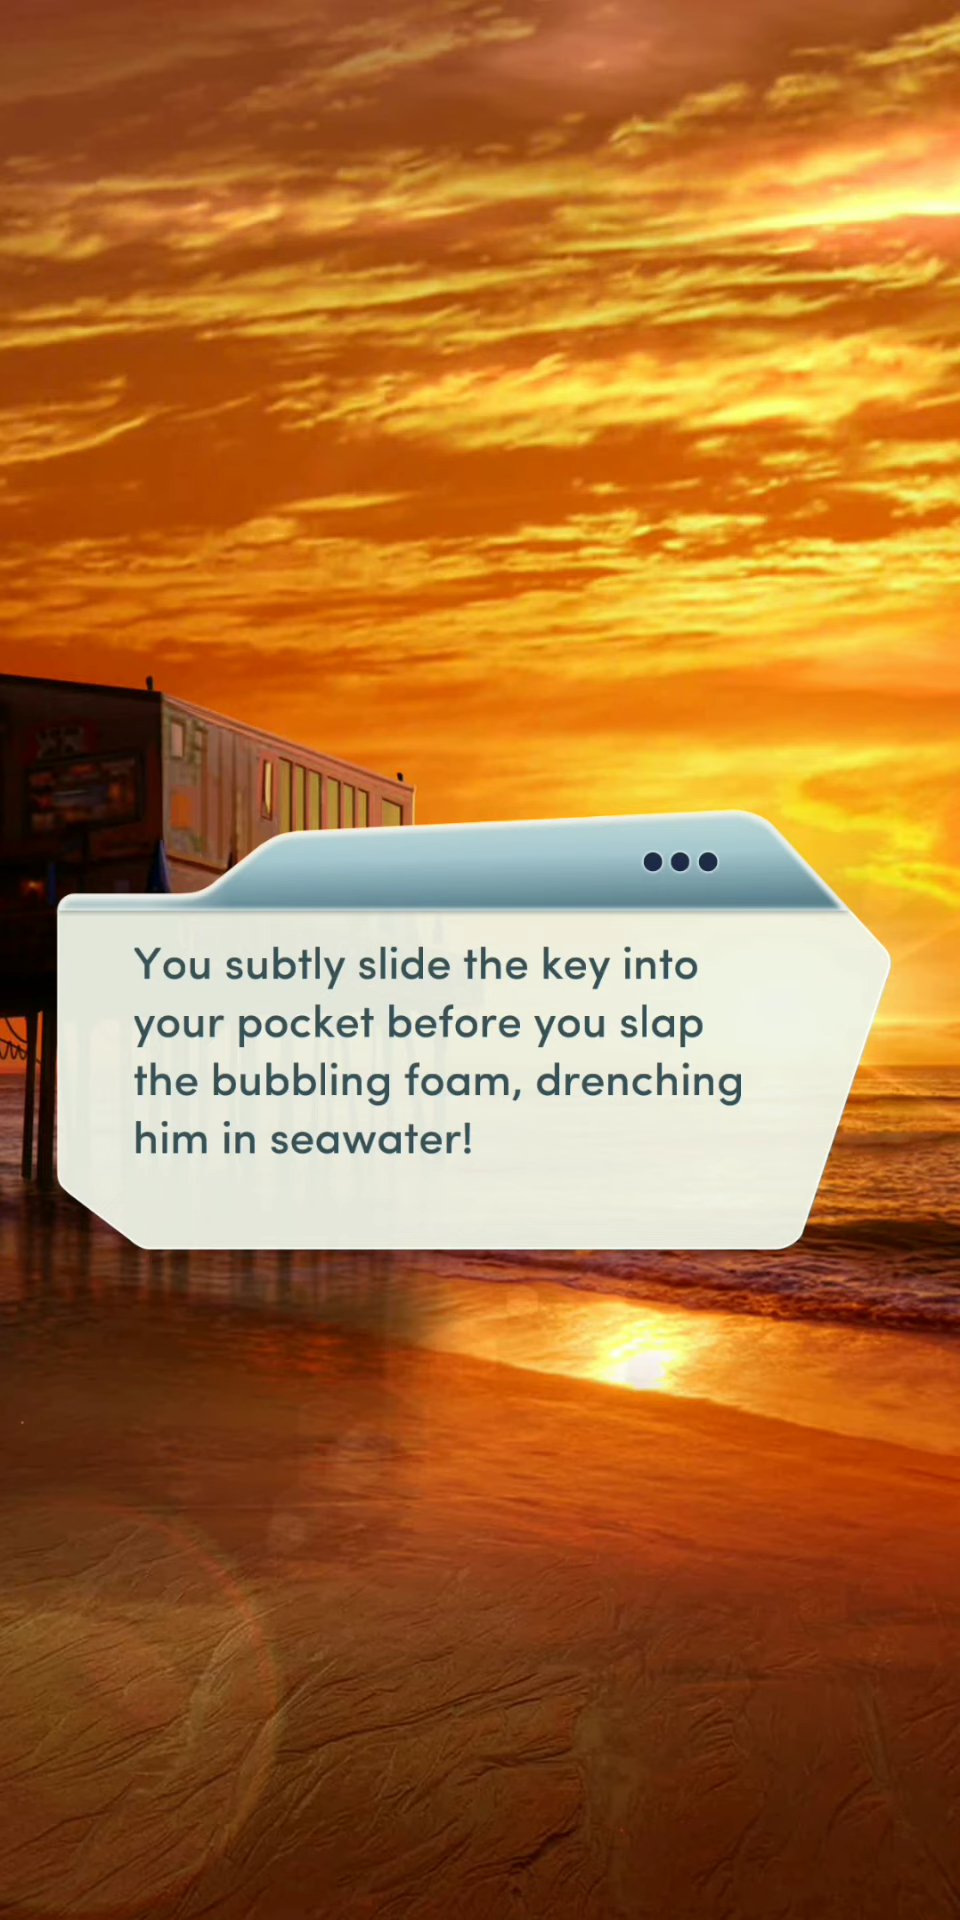 You subtly slide the key into
your pocket before you slap
the bubbling foam, drenching
him in seawater!